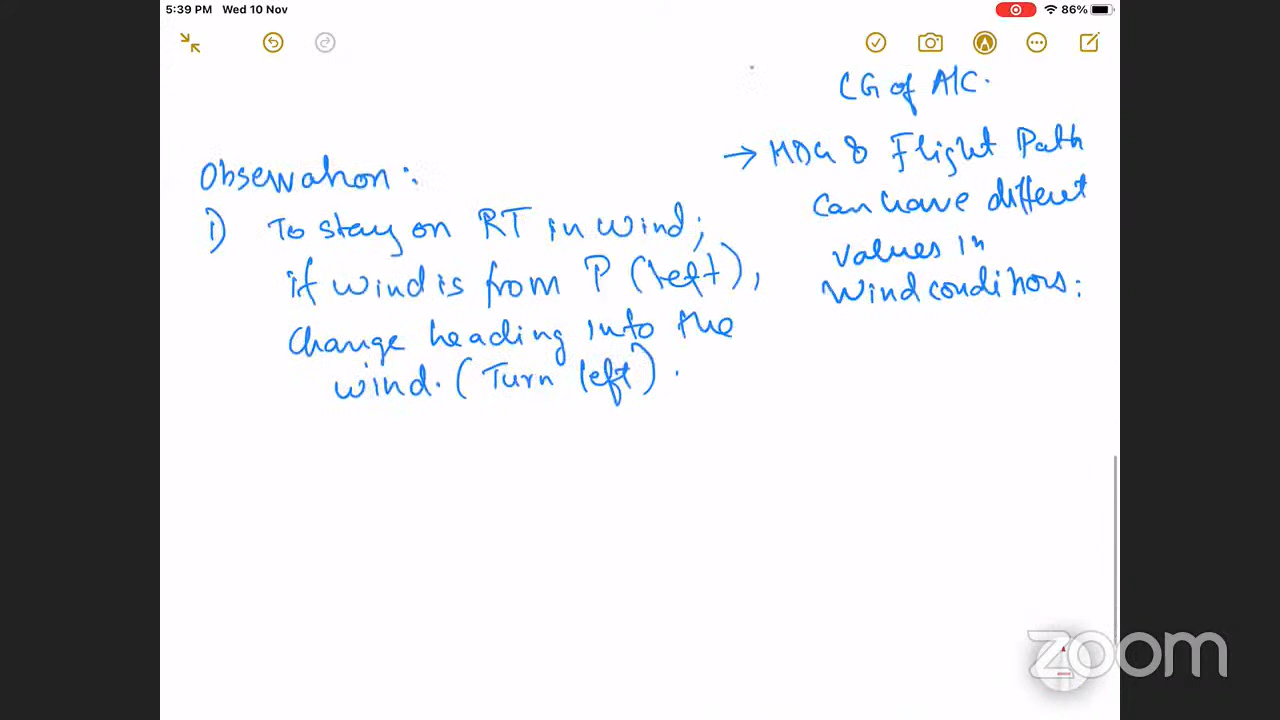 5:39 PM Wed 10 Nov
86%
CG of A/C.
→ HDG & Flight Path
can have different
values in
wind conditions:
Observation:
1) To stay on RT in wind;
if wind is from P (left),
change heading into the
wind. (Turn left).
zoom